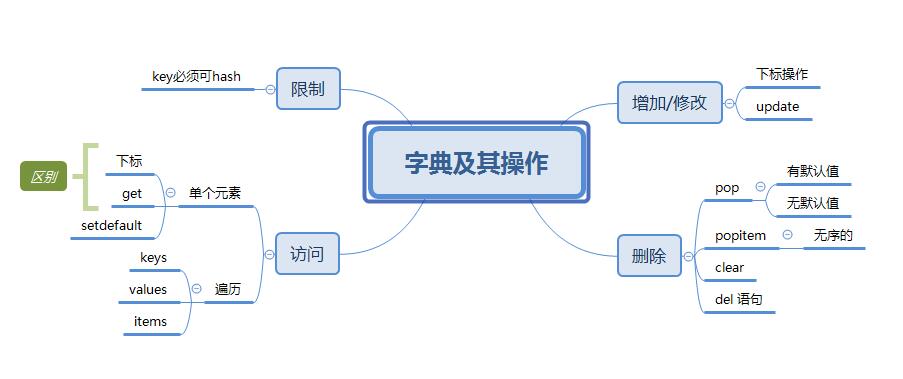 字典及其操作
限制
key必须可hash
访问
单个元素
下标
get
setdefault
区别
遍历
keys
values
items
增加/修改
下标操作
update
删除
pop
有默认值
无默认值
popitem
无序的
clear
del 语句